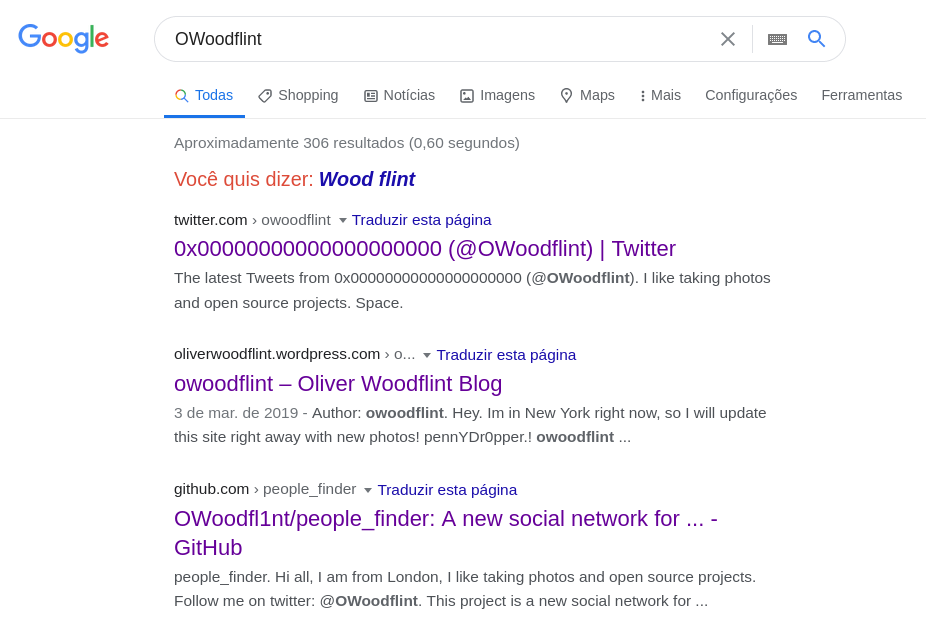 Google
OWoodflint
Todas Shopping Notícias Imagens Maps Mais Configurações Ferramentas
Aproximadamente 306 resultados (0,60 segundos)
Você quis dizer: Wood flint
twitter.com › owoodflint Traduzir esta página
0x00000000000000000000 (@OWoodflint) | Twitter
The latest Tweets from 0x00000000000000000000 (@OWoodflint). I like taking photos
and open source projects. Space.
oliverwoodflint.wordpress.com › o... Traduzir esta página
owoodflint – Oliver Woodflint Blog
3 de mar. de 2019 - Author: owoodflint. Hey. Im in New York right now, so I will update
this site right away with new photos! pennYDr0pper.! owoodflint ...
github.com › people_finder Traduzir esta página
OWoodfl1nt/people_finder: A new social network for ... -
GitHub
people_finder. Hi all, I am from London, I like taking photos and open source projects.
Follow me on twitter: @OWoodflint. This project is a new social network for ...